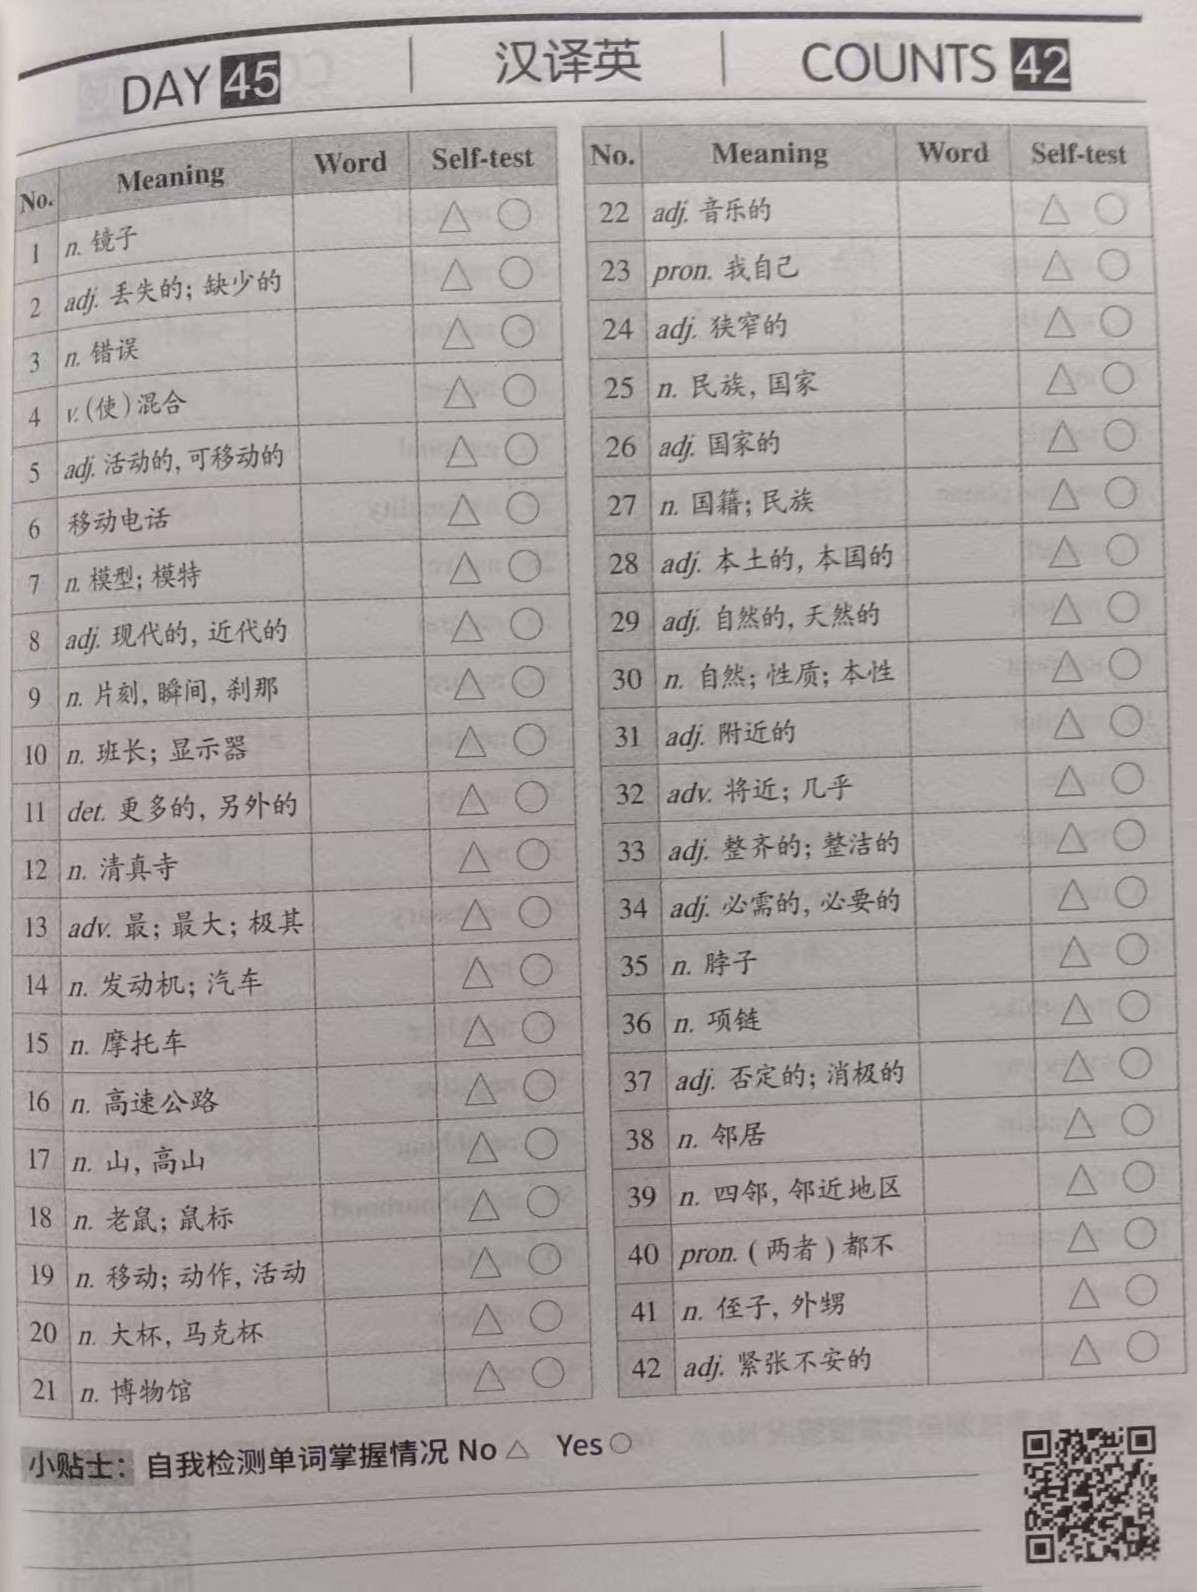 DAY 45 汉译英 COUNTS 42
No. Meaning Word Self-test
1 n. 镜子 △ ○
2 adj. 丢失的; 缺少的 △ ○
3 n. 错误 △ ○
4 v. (使) 混合 △ ○
5 adj. 活动的, 可移动的 △ ○
6 移动电话 △ ○
7 n. 模型; 模特 △ ○
8 adj. 现代的, 近代的 △ ○
9 n. 片刻, 瞬间, 刹那 △ ○
10 n. 班长; 显示器 △ ○
11 det. 更多的, 另外的 △ ○
12 n. 清真寺 △ ○
13 adv. 最; 最大; 极其 △ ○
14 n. 发动机; 汽车 △ ○
15 n. 摩托车 △ ○
16 n. 高速公路 △ ○
17 n. 山, 高山 △ ○
18 n. 老鼠; 鼠标 △ ○
19 n. 移动; 动作, 活动 △ ○
20 n. 大杯, 马克杯 △ ○
21 n. 博物馆 △ ○
No. Meaning Word Self-test
22 adj. 音乐的 △ ○
23 pron. 我自己 △ ○
24 adj. 狭窄的 △ ○
25 n. 民族, 国家 △ ○
26 adj. 国家的 △ ○
27 n. 国籍; 民族 △ ○
28 adj. 本土的, 本国的 △ ○
29 adj. 自然的, 天然的 △ ○
30 n. 自然; 性质; 本性 △ ○
31 adj. 附近的 △ ○
32 adv. 将近; 几乎 △ ○
33 adj. 整齐的; 整洁的 △ ○
34 adj. 必需的, 必要的 △ ○
35 n. 脖子 △ ○
36 n. 项链 △ ○
37 adj. 否定的; 消极的 △ ○
38 n. 邻居 △ ○
39 n. 四邻, 邻近地区 △ ○
40 pron. (两者) 都不 △ ○
41 n. 侄子, 外甥 △ ○
42 adj. 紧张不安的 △ ○
小贴士: 自我检测单词掌握情况 No △ Yes ○